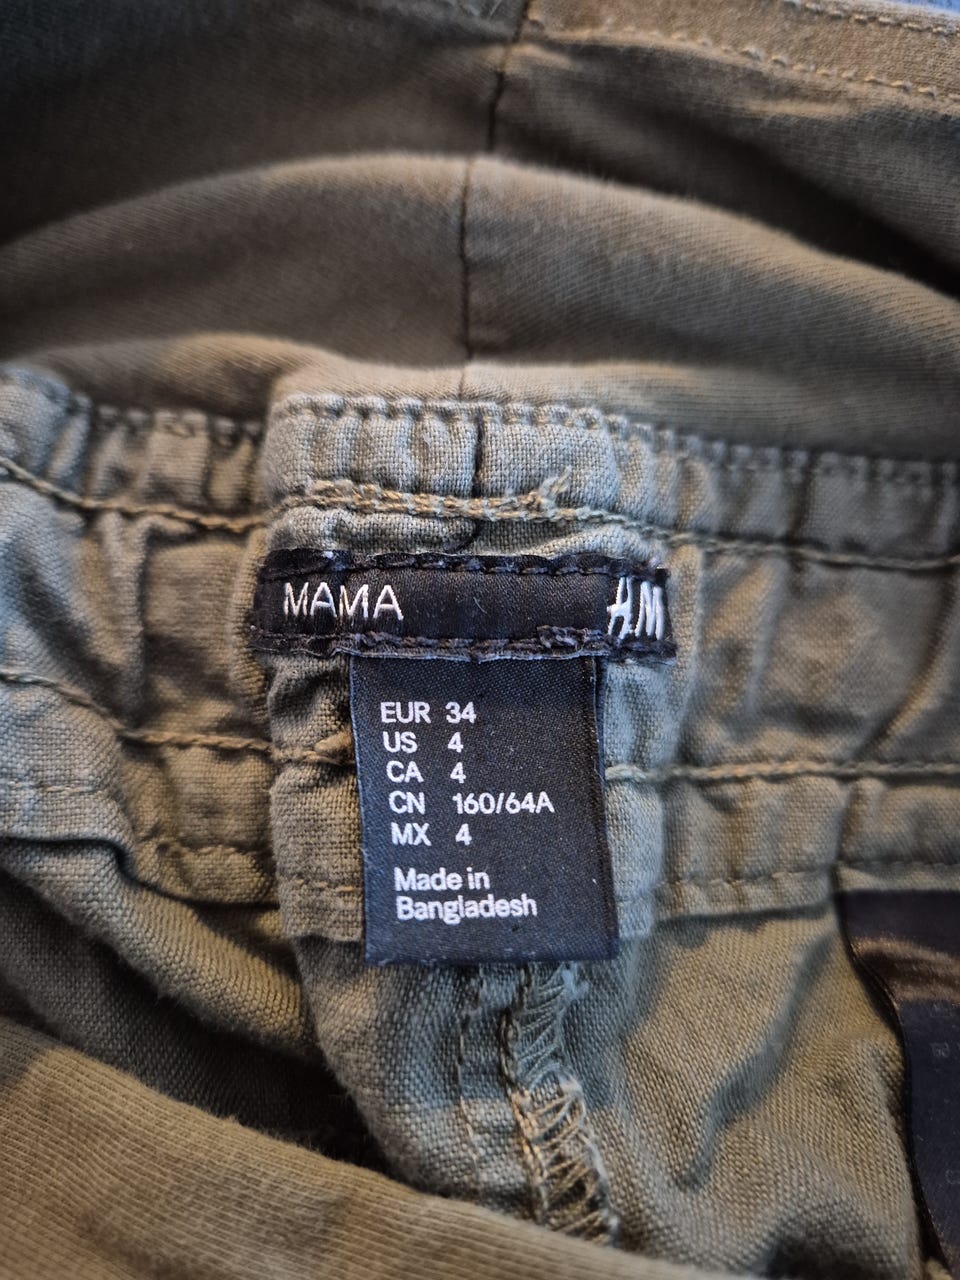 MAMA H&M
EUR 34
US 4
CA 4
CN 160/64A
MX 4
Made in
Bangladesh